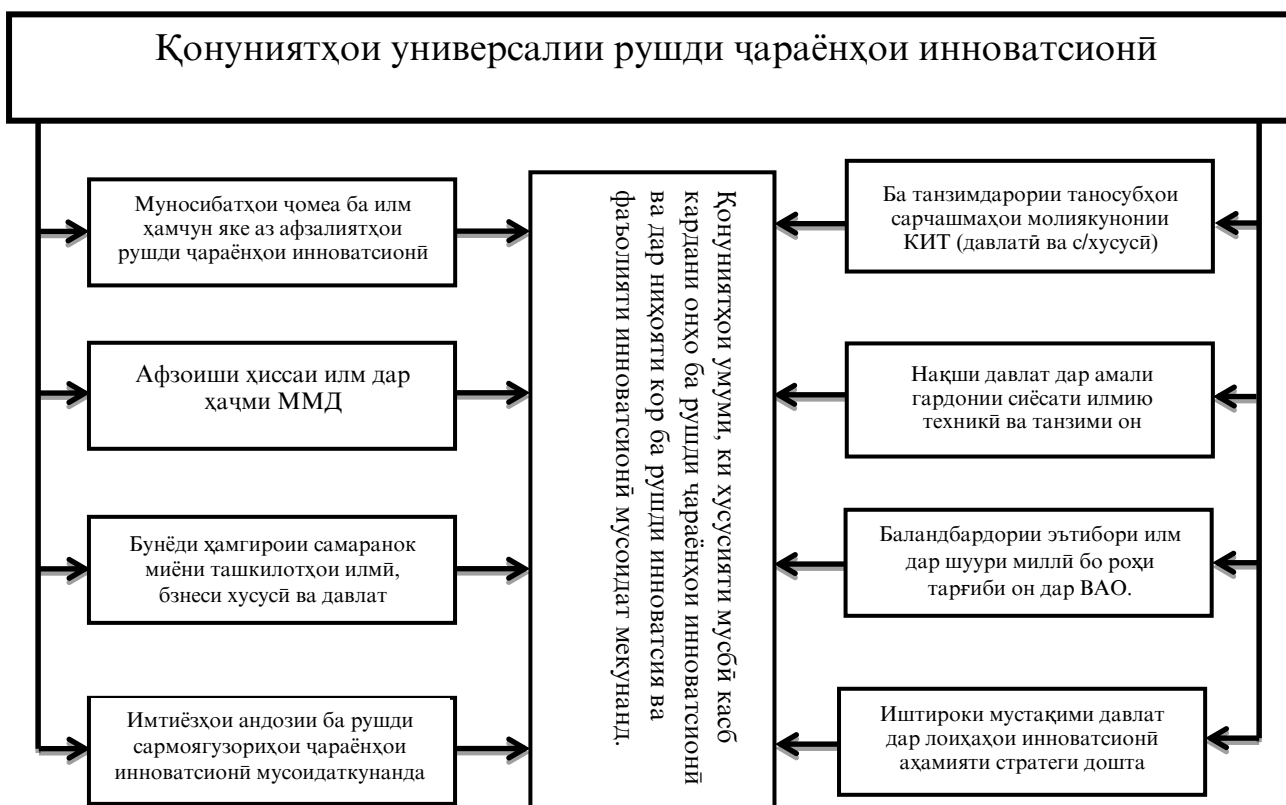 Қонуниятҳои универсалии рушди ҷараёнҳои инноватсионӣ
Муносибатҳои ҷомеа ба илм
ҳамчун яке аз афзалиятҳои
рушди ҷараёнҳои инноватсионӣ
Афзоиши ҳиссаи илм дар
ҳаҷми ММД
Бунёди ҳамгироии самаранок
миёни ташкилотҳои илмӣ,
бзнеси хусусӣ ва давлат
Имтиёзҳои андозии ба рушди
сармоягузориҳои ҷараёнҳои
инноватсионӣ мусоидаткунанда
Қонуниятҳои умуми, ки хусусияти мусбӣ касб
кардани онҳо ба рушди ҷараёнҳои инноватсионӣ
ва дар ниҳояти кор ба рушди инноватсия ва
фаъолияти инноватсионӣ мусоидат мекунанд.
Ба танзимдарории таносубҳои
сарчашмаҳои молиякунонии
КИТ (давлатӣ ва с/хусусӣ)
Нақши давлат дар амали
гардонии сиёсати илмию
техникӣ ва танзими он
Баландбардории эътибори илм
дар шуури миллӣ бо роҳи
тарғиби он дар ВАО.
Иштироки мустақими давлат
дар лоиҳаҳои инноватсионӣ
аҳамияти стратеги дошта